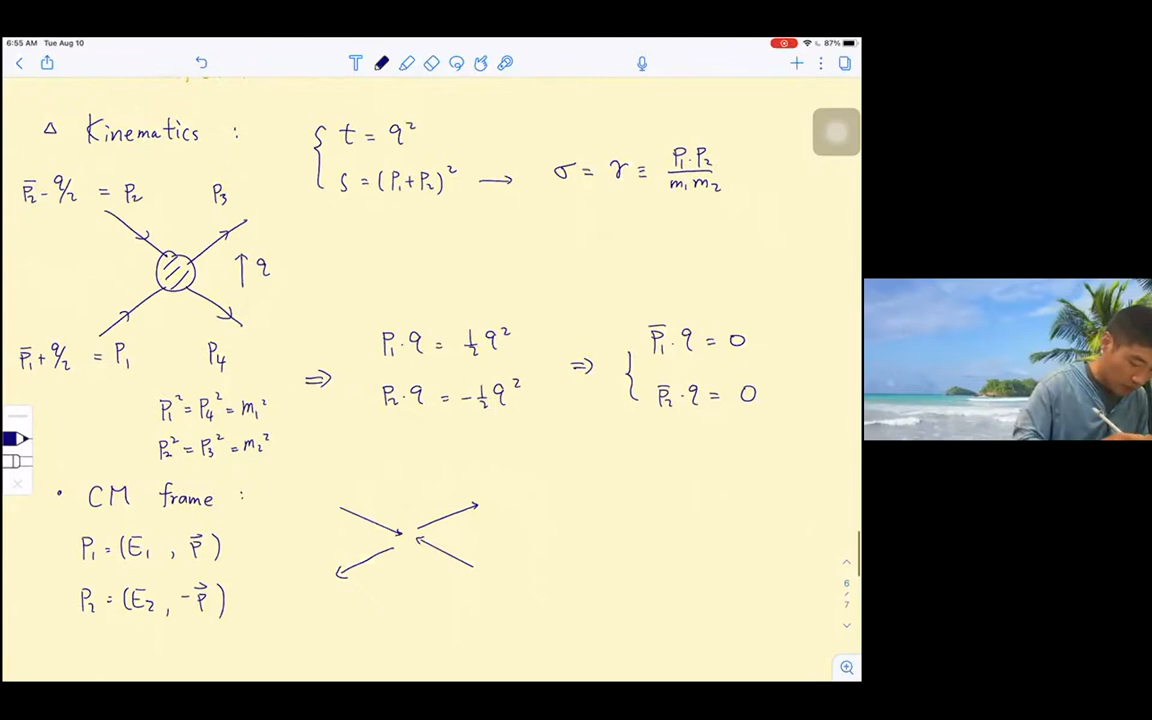 6:55 AM Tue Aug 10
87%
△ Kinematics :
t = q²
s = (P₁+P₂)² → σ = γ ≡ P₁·P₂ / m₁m₂
P̄₂ - q/2 = P₂ P₃
↑ q
P̄₁ + q/2 = P₁ P₄
P₁² = P₄² = m₁²
P₂² = P₃² = m₂²
⇒ P₁·q = ½q²
P₂·q = -½q²
⇒ P̄₁·q = 0
P̄₂·q = 0
• CM frame :
P₁ = (E₁ , p⃗)
P₂ = (E₂ , -p⃗)
6/7